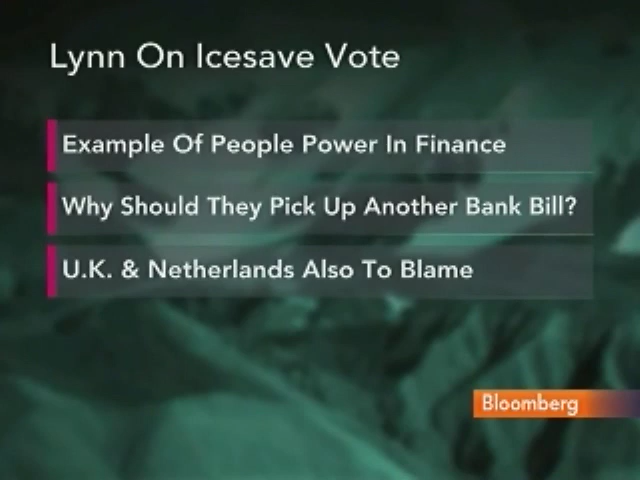 Lynn On Icesave Vote
Example Of People Power In Finance
Why Should They Pick Up Another Bank Bill?
U.K. & Netherlands Also To Blame
Bloomberg